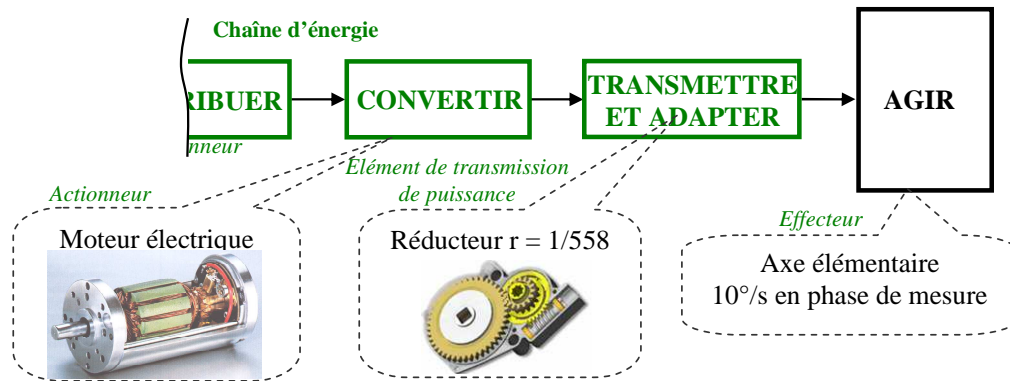 Chaîne d'énergie
RIBUER
CONVERTIR
TRANSMETTRE
ET ADAPTER
AGIR
nneur
Elément de transmission
de puissance
Actionneur
Effecteur
Moteur électrique
Réducteur r = 1/558
Axe élémentaire
10°/s en phase de mesure